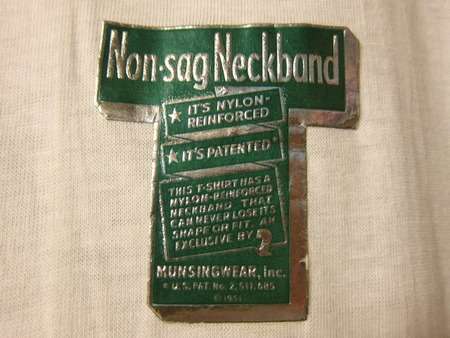 Non-sag Neckband
★ IT'S NYLON-
REINFORCED
★ IT'S PATENTED*
THIS T-SHIRT HAS A
NYLON-REINFORCED
NECKBAND THAT
CAN NEVER LOSE ITS
SHAPE OR FIT. AN
EXCLUSIVE BY
MUNSINGWEAR, Inc.
* U.S. PAT. No. 2,511,685
© 1951